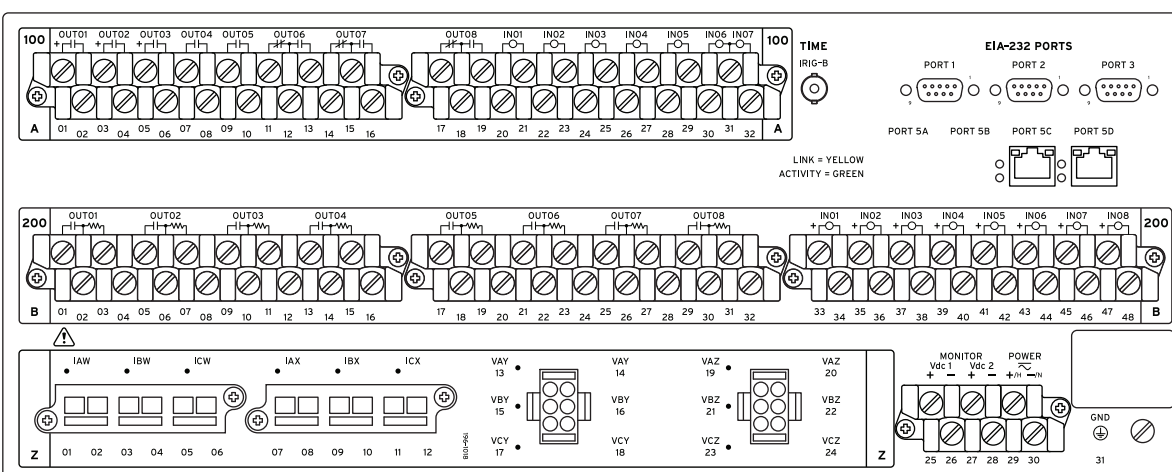 100 + OUT01 + OUT02 + OUT03 OUT04 OUT05 OUT06 OUT07 OUT08 IN01 IN02 IN03 IN04 IN05 IN06 IN07 100
A 01 02 03 04 05 06 07 08 09 10 11 12 13 14 15 16 17 18 19 20 21 22 23 24 25 26 27 28 29 30 31 32 A
TIME
IRIG-B
EIA-232 PORTS
PORT 1 PORT 2 PORT 3
9 1 9 1 9 1
PORT 5A PORT 5B PORT 5C PORT 5D
LINK = YELLOW
ACTIVITY = GREEN
200 OUT01 OUT02 OUT03 OUT04 OUT05 OUT06 OUT07 OUT08 IN01 IN02 IN03 IN04 IN05 IN06 IN07 IN08 200
+ + + + + + + +
B 01 02 03 04 05 06 07 08 09 10 11 12 13 14 15 16 17 18 19 20 21 22 23 24 25 26 27 28 29 30 31 32 33 34 35 36 37 38 39 40 41 42 43 44 45 46 47 48 B
!
IAW IBW ICW IAX IBX ICX
VAY VAY VAZ VAZ
13 14 19 20
VBY VBY VBZ VBZ
15 16 21 22
VCY VCY VCZ VCZ
17 18 23 24
Z 01 02 03 04 05 06 07 08 09 10 11 12 Z
196-1018
MONITOR POWER
Vdc 1 Vdc 2
+ − + − +/H −/N
25 26 27 28 29 30
GND
31